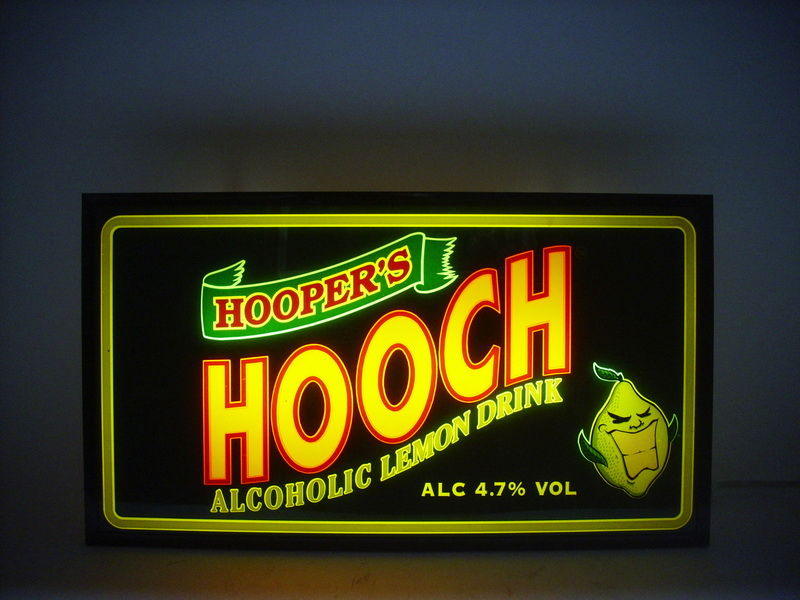 HOOPER'S
HOOCH
ALCOHOLIC LEMON DRINK
ALC 4.7% VOL